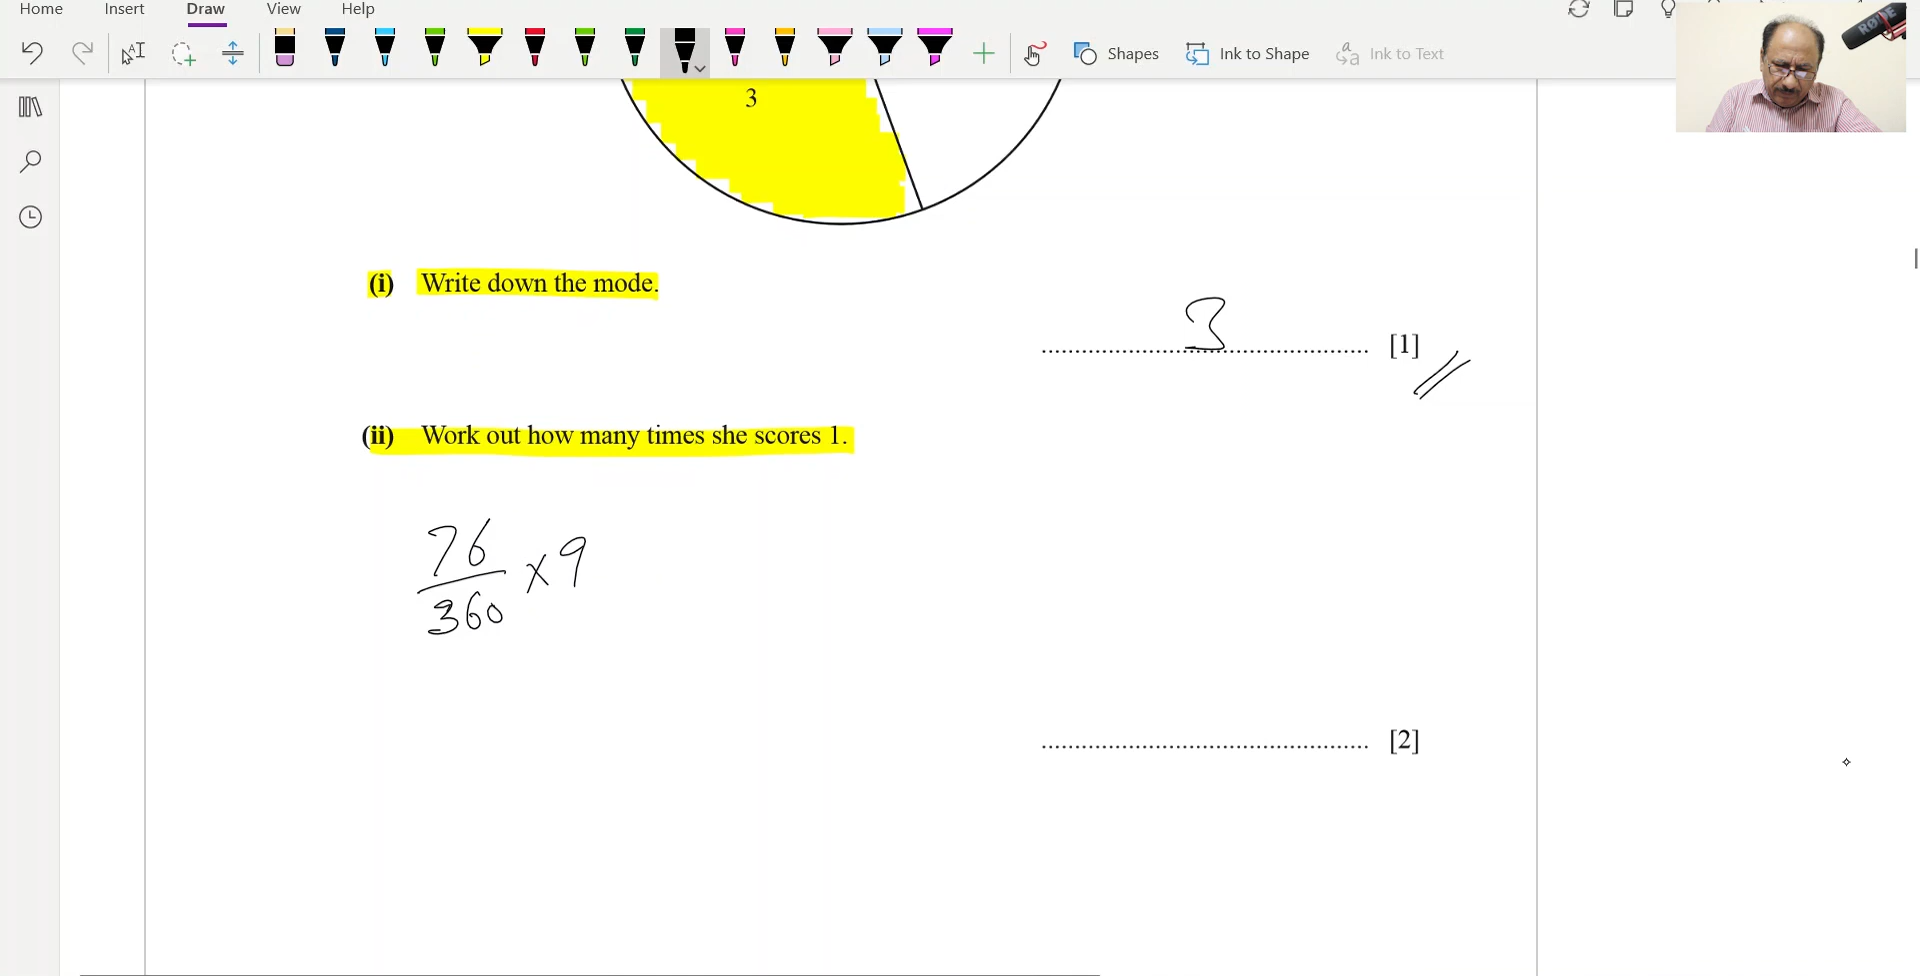 Home Insert Draw View Help
Shapes Ink to Shape Ink to Text
RØDE
3
(i) Write down the mode.
3
................................................ [1]
(ii) Work out how many times she scores 1.
76
360
× 9
................................................ [2]